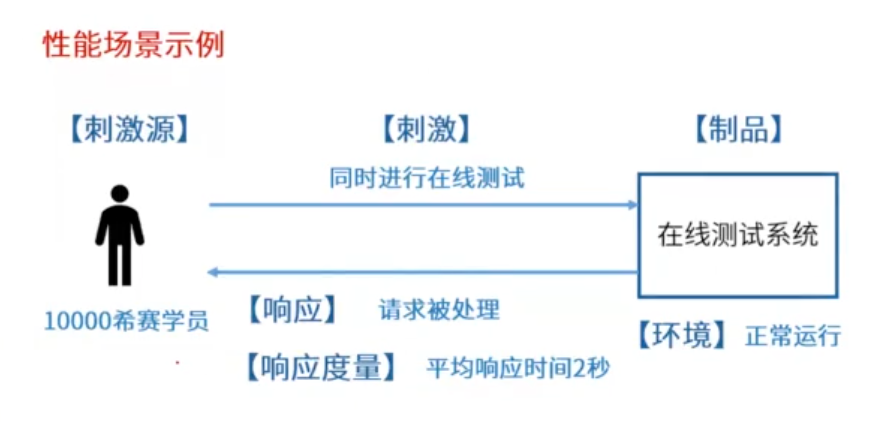 性能场景示例
【刺激源】 【刺激】 【制品】
同时进行在线测试
在线测试系统
10000希赛学员
【响应】 请求被处理
【环境】 正常运行
【响应度量】 平均响应时间2秒